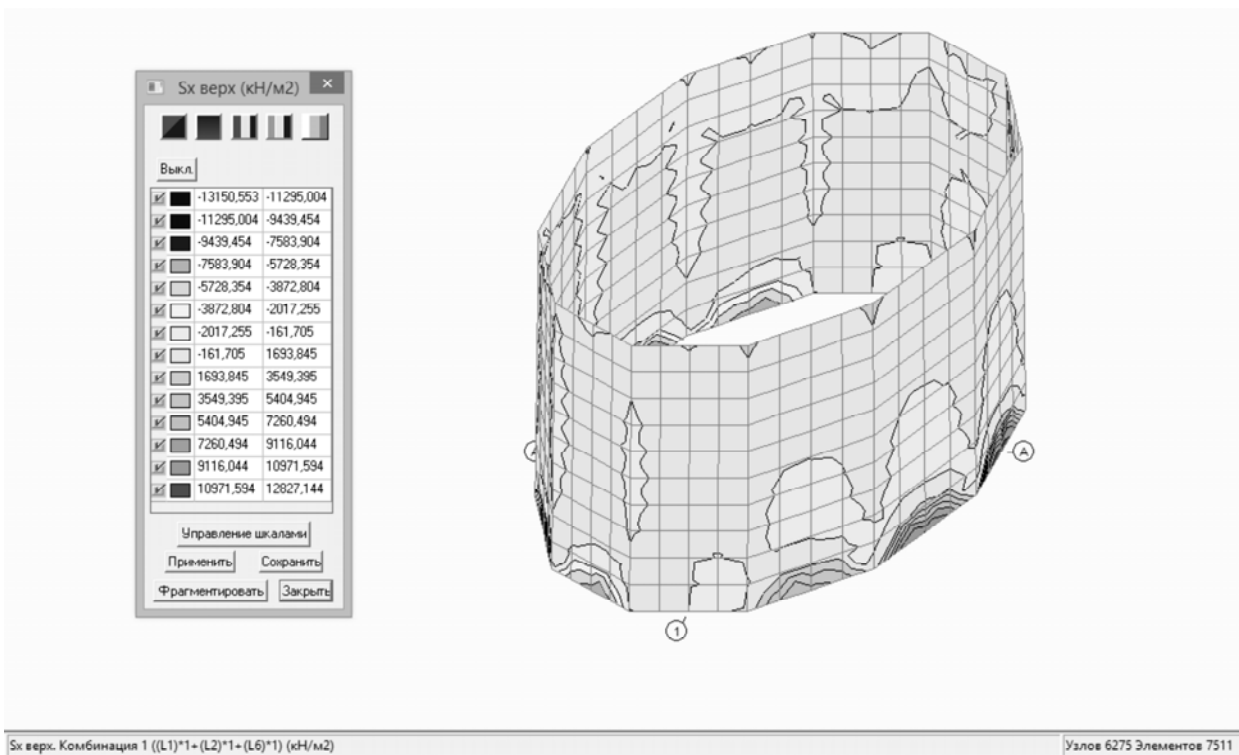 Sx верх (кН/м2)
Выкл.
-13150,553 -11295,004
-11295,004 -9439,454
-9439,454 -7583,904
-7583,904 -5728,354
-5728,354 -3872,804
-3872,804 -2017,255
-2017,255 -161,705
-161,705 1693,845
1693,845 3549,395
3549,395 5404,945
5404,945 7260,494
7260,494 9116,044
9116,044 10971,594
10971,594 12827,144
Управление шкалами
Применить Сохранить
Фрагментировать Закрыть
А
1
Sx верх. Комбинация 1 ((L1)*1+(L2)*1+(L6)*1) (кН/м2)
Узлов 6275 Элементов 7511